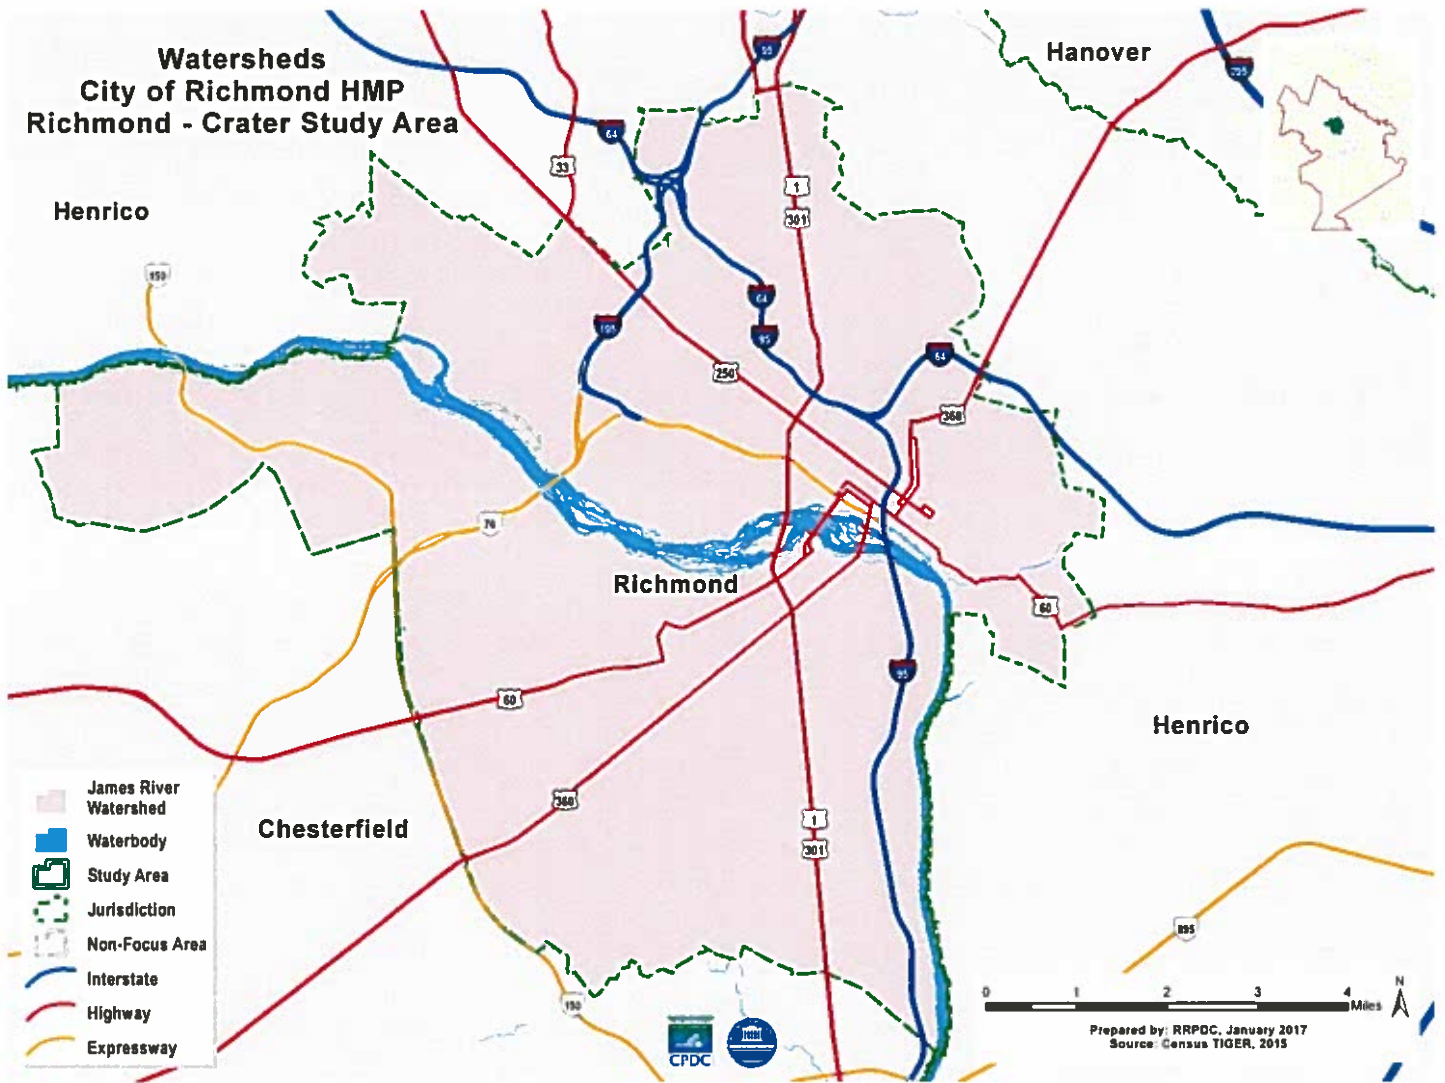 Watersheds
City of Richmond HMP
Richmond - Crater Study Area
Hanover
Henrico
95
295
64
33
1
301
150
64
95
195
250
64
360
76
Richmond
60
60
95
Henrico
360
1
301
Chesterfield
895
150
James River
Watershed
Waterbody
Study Area
Jurisdiction
Non-Focus Area
Interstate
Highway
Expressway
CPDC
N
0 1 2 3 4
Miles
Prepared by: RRPDC, January 2017
Source: Census TIGER, 2015